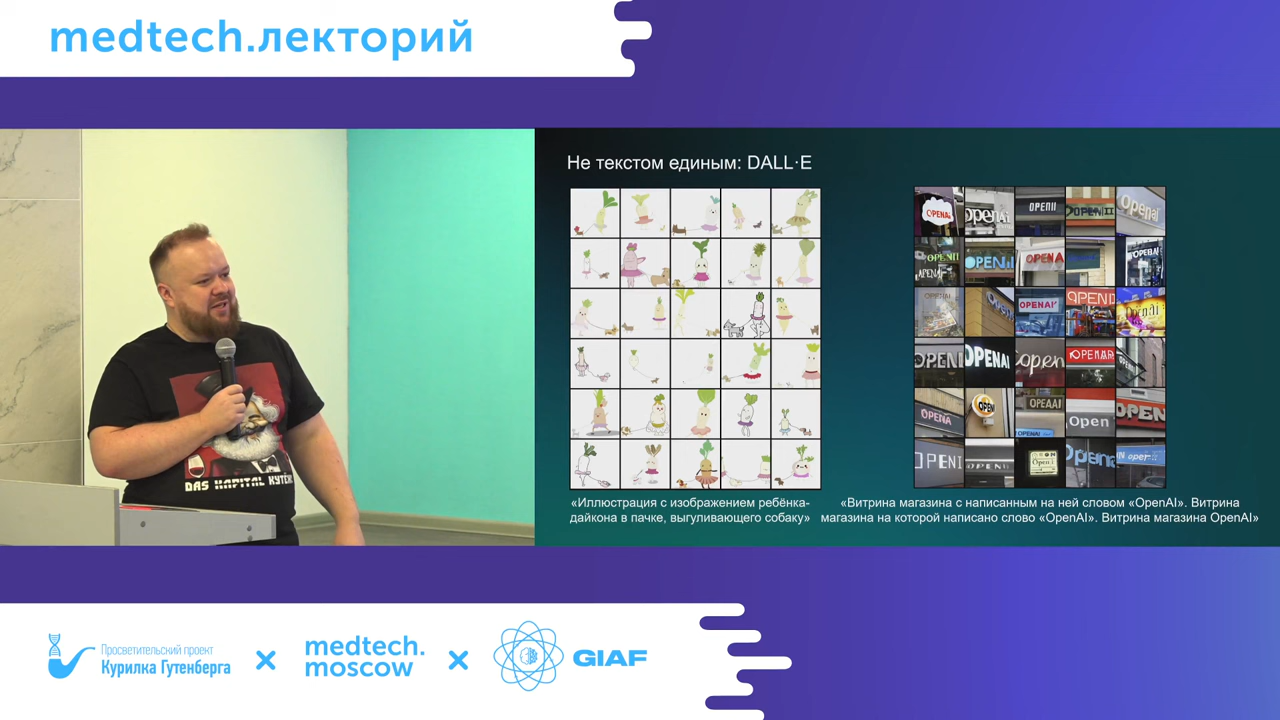 medtech.лекторий
Не текстом единым: DALL·E
DAS KAPITAL KYTËЖ
«Иллюстрация с изображением ребёнка-
дайкона в пачке, выгуливающего собаку»
«Витрина магазина с написанным на ней словом «OpenAI». Витрина
магазина на которой написано слово «OpenAI». Витрина магазина OpenAI»
Просветительский проект
Курилка Гутенберга
medtech.
moscow
GIAF